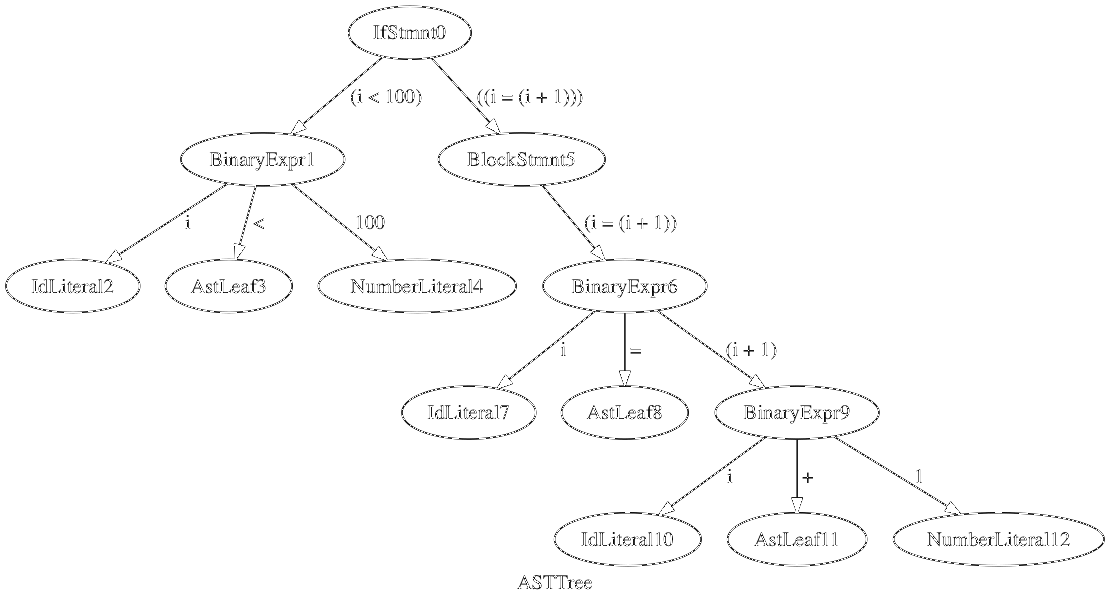 IfStmnt0
(i < 100)
((i = (i + 1)))
BinaryExpr1
BlockStmnt5
i
<
100
(i = (i + 1))
IdLiteral2
AstLeaf3
NumberLiteral4
BinaryExpr6
i
=
(i + 1)
IdLiteral7
AstLeaf8
BinaryExpr9
i
+
1
IdLiteral10
AstLeaf11
NumberLiteral12
ASTTree